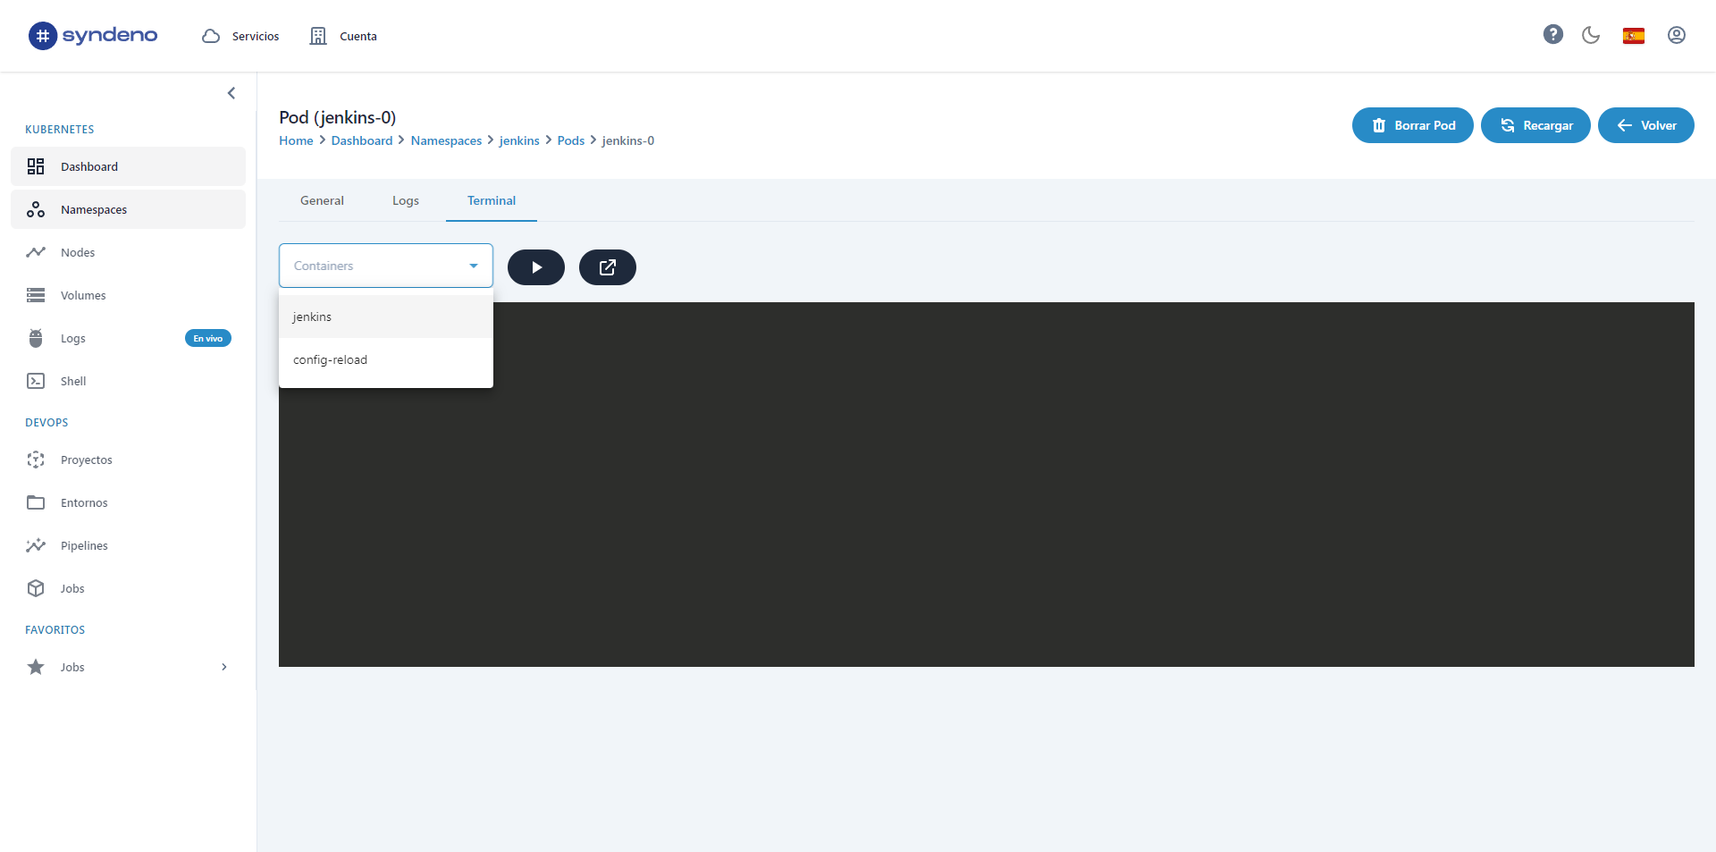 syndeno
Servicios
Cuenta
KUBERNETES
Dashboard
Namespaces
Nodes
Volumes
Logs
En vivo
Shell
DEVOPS
Proyectos
Entornos
Pipelines
Jobs
FAVORITOS
Jobs
Pod (jenkins-0)
Home > Dashboard > Namespaces > jenkins > Pods > jenkins-0
Borrar Pod
Recargar
Volver
General
Logs
Terminal
Containers
jenkins
config-reload